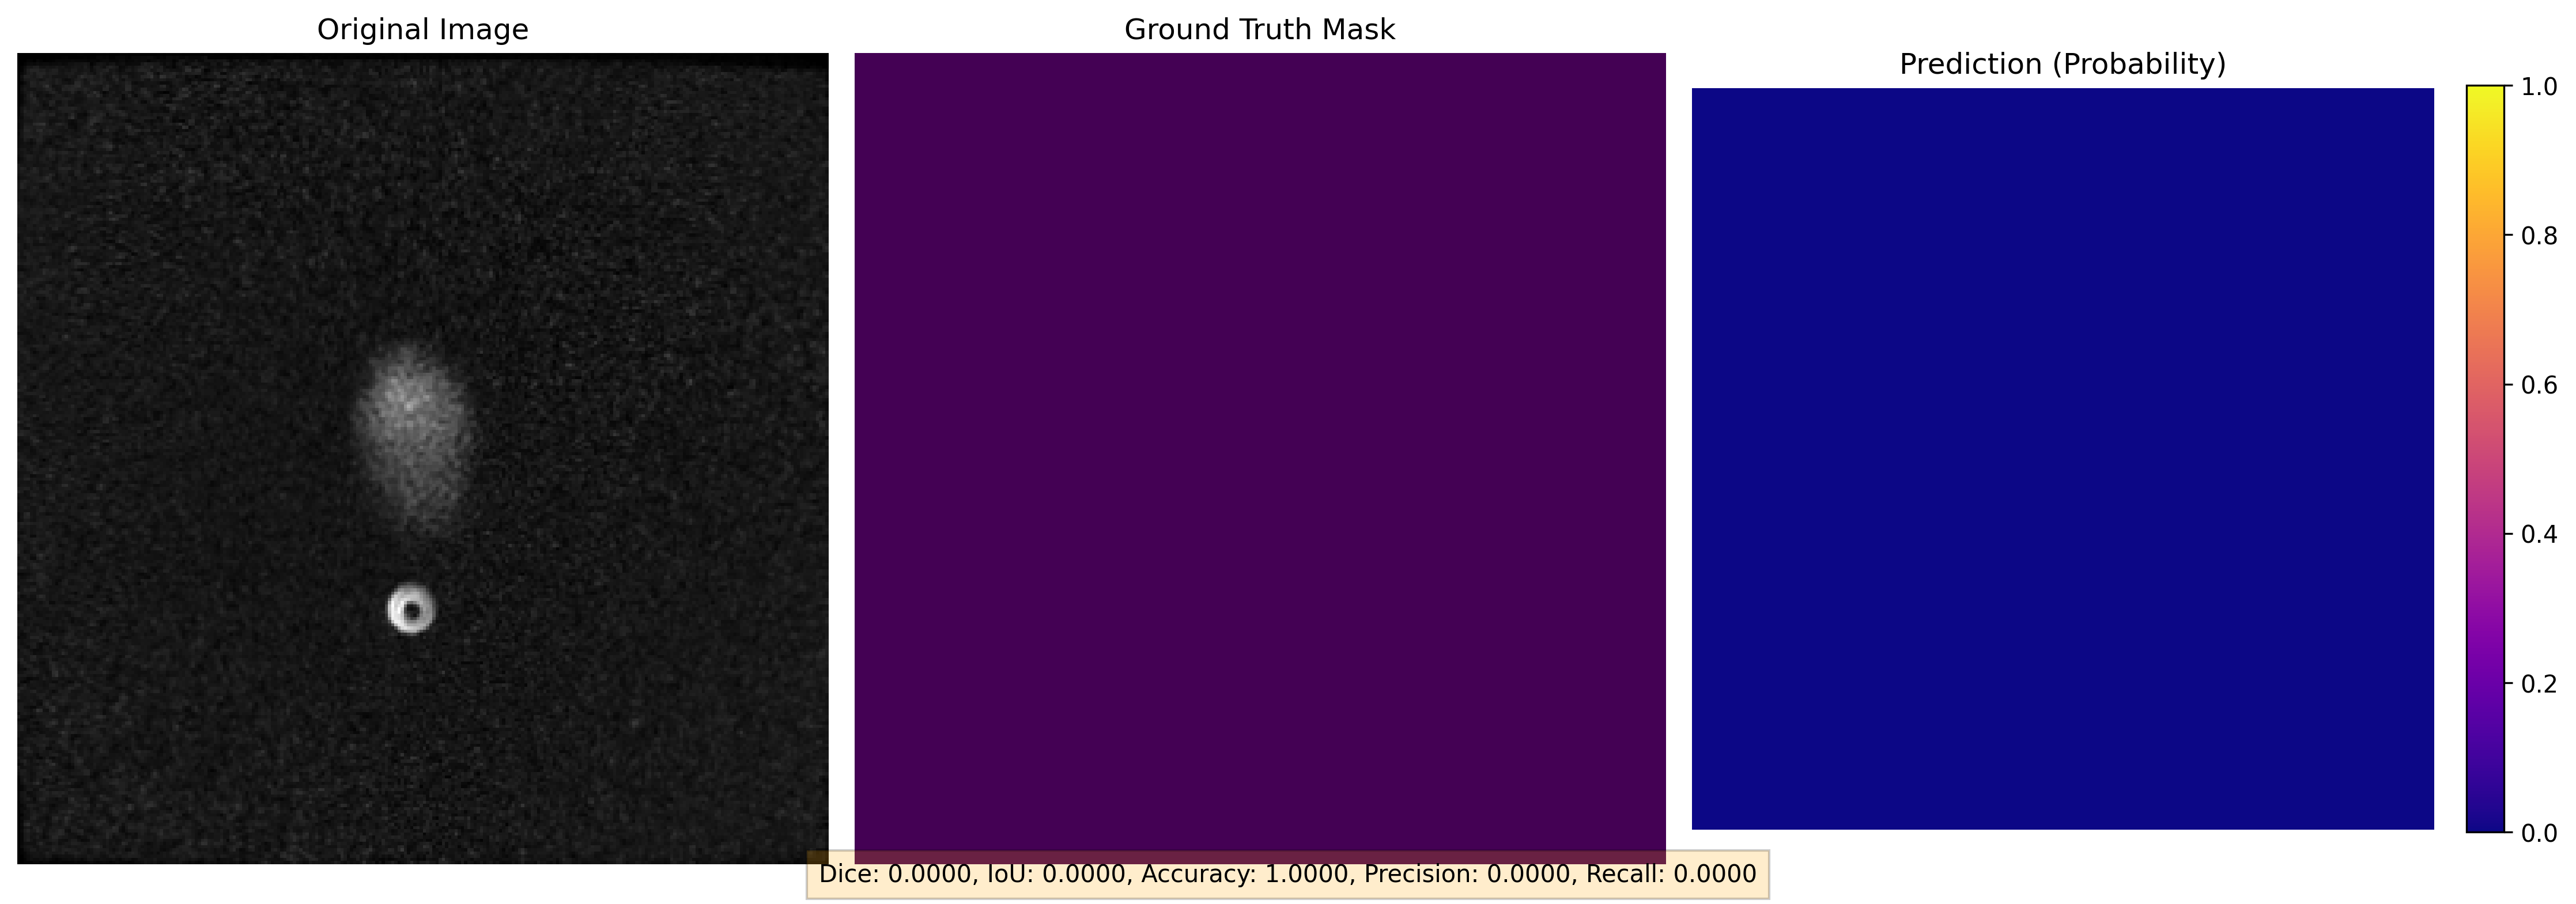 Original Image
Ground Truth Mask
Prediction (Probability)
1.0
0.8
0.6
0.4
0.2
0.0
Dice: 0.0000, IoU: 0.0000, Accuracy: 1.0000, Precision: 0.0000, Recall: 0.0000